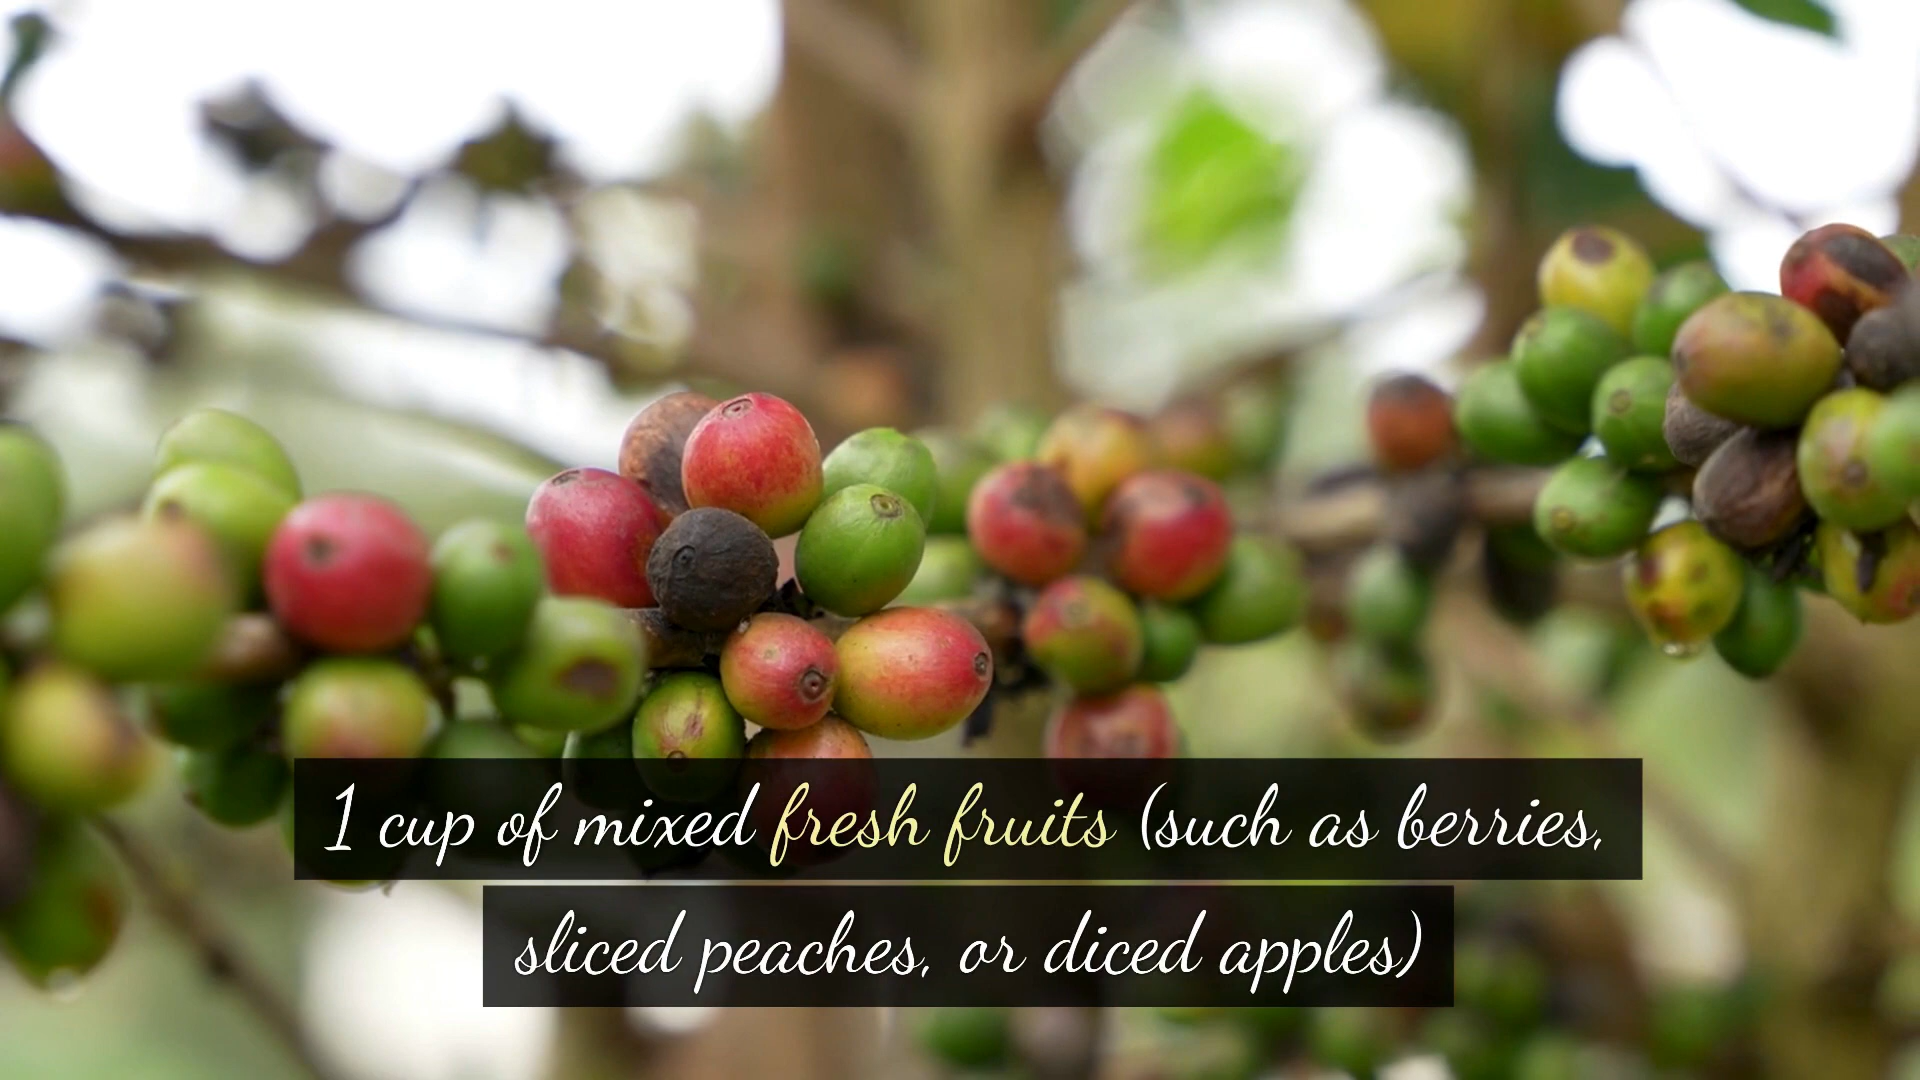 1 cup of mixed fresh fruits (such as berries,
sliced peaches, or diced apples)